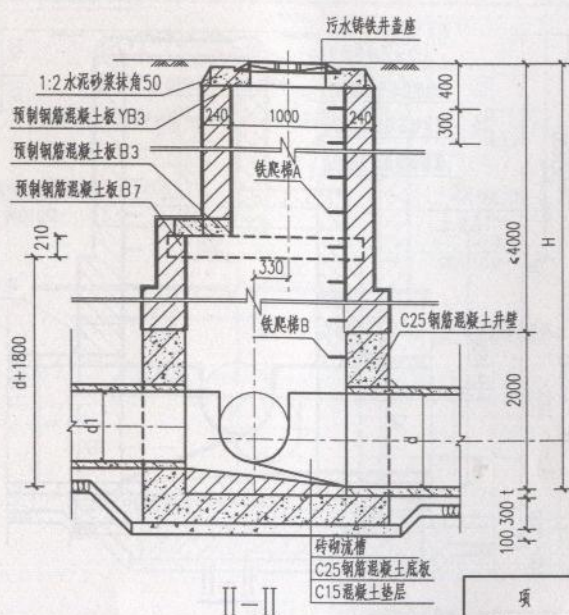 污水铸铁井盖座
1:2水泥砂浆抹角50
预制钢筋混凝土板YB3
预制钢筋混凝土板B3
预制钢筋混凝土板B7
240
1000
240
400
300
铁爬梯A
≤4000
H
210
330
铁爬梯B
C25钢筋混凝土井壁
d+1800
2000
d1
d
t
300
100
砖砌流槽
C25钢筋混凝土底板
C15混凝土垫层
II-II
项